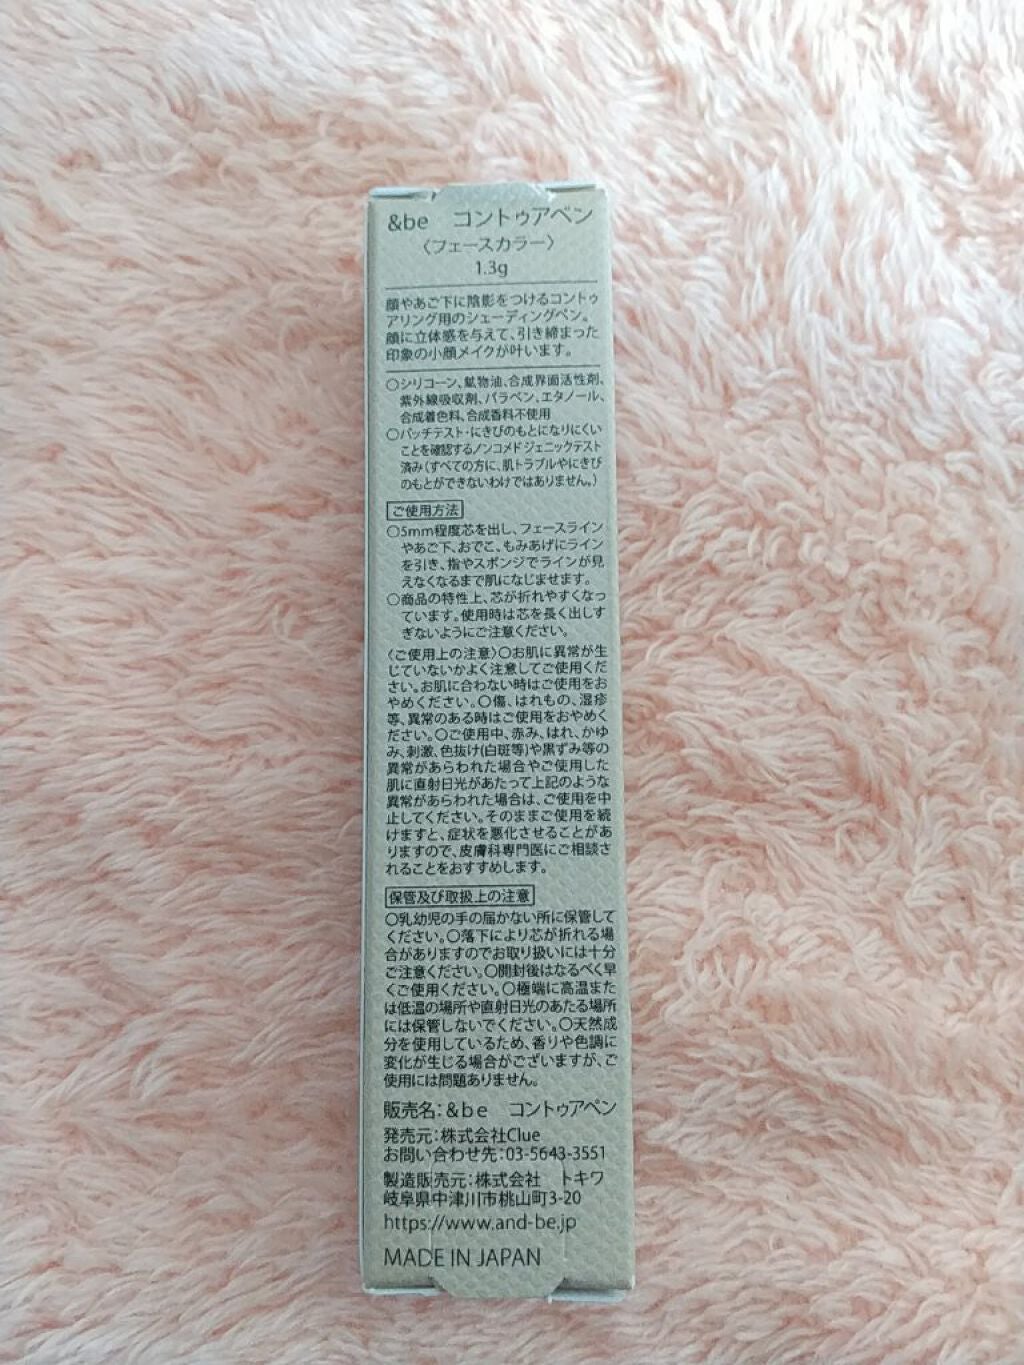 &be　コントゥアペン
〈フェースカラー〉
1.3g
顔やあご下に陰影をつけるコントゥ
アリング用のシェーディングペン。
顔に立体感を与えて、引き締まった
印象の小顔メイクが叶います。
○シリコーン、鉱物油、合成界面活性剤、
紫外線吸収剤、パラベン、エタノール、
合成着色料、合成香料不使用
○パッチテスト・にきびのもとになりにくい
ことを確認するノンコメドジェニックテスト
済み(すべての方に、肌トラブルやにきび
のもとができないわけではありません。)
ご使用方法
○5mm程度芯を出し、フェースライン
やあご下、おでこ、もみあげにライン
を引き、指やスポンジでラインが見
えなくなるまで肌になじませます。
○商品の特性上、芯が折れやすくなっ
ています。使用時は芯を長く出しす
ぎないようにご注意ください。
〈ご使用上の注意〉○お肌に異常が生
じていないかよく注意してご使用くだ
さい。お肌に合わない時はご使用をお
やめください。○傷、はれもの、湿疹
等、異常のある時はご使用をおやめく
ださい。○ご使用中、赤み、はれ、かゆ
み、刺激、色抜け(白斑等)や黒ずみ等の
異常があらわれた場合やご使用した
肌に直射日光があたって上記のような
異常があらわれた場合は、ご使用を中
止してください。そのままご使用を続
けますと、症状を悪化させることがあ
りますので、皮膚科専門医にご相談さ
れることをおすすめします。
保管及び取扱上の注意
○乳幼児の手の届かない所に保管して
ください。○落下により芯が折れる場
合がありますのでお取り扱いには十分
ご注意ください。○開封後はなるべく早
くご使用ください。○極端に高温また
は低温の場所や直射日光のあたる場所
には保管しないでください。○天然成
分を使用しているため、香りや色調に
変化が生じる場合がございますが、ご
使用には問題ありません。
販売名:&be　コントゥアペン
発売元:株式会社Clue
お問い合わせ先:03-5643-3551
製造販売元:株式会社　トキワ
岐阜県中津川市桃山町3-20
https://www.and-be.jp
MADE IN JAPAN